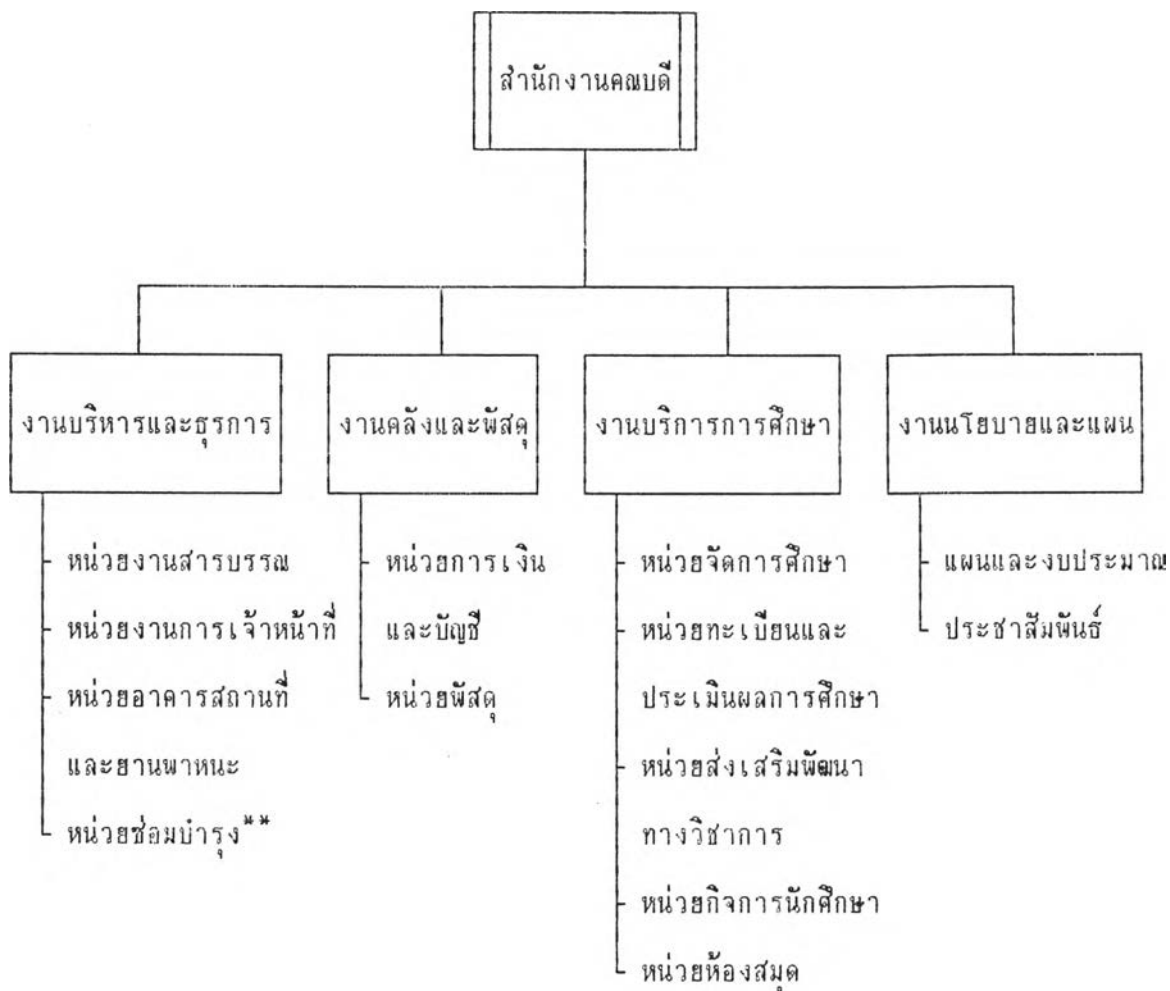 สำนักงานคณบดี
งานบริหารและธุรการ
หน่วยงานสารบรรณ
หน่วยงานการเจ้าหน้าที่
หน่วยอาคารสถานที่
และยานพาหนะ
หน่วยซ่อมบำรุง**
งานคลังและพัสดุ
หน่วยการเงิน
และบัญชี
หน่วยพัสดุ
งานบริการการศึกษา
หน่วยจัดการศึกษา
หน่วยทะเบียนและ
ประเมินผลการศึกษา
หน่วยส่งเสริมพัฒนา
ทางวิชาการ
หน่วยกิจการนักศึกษา
หน่วยห้องสมุด
งานนโยบายและแผน
แผนและงบประมาณ
ประชาสัมพันธ์